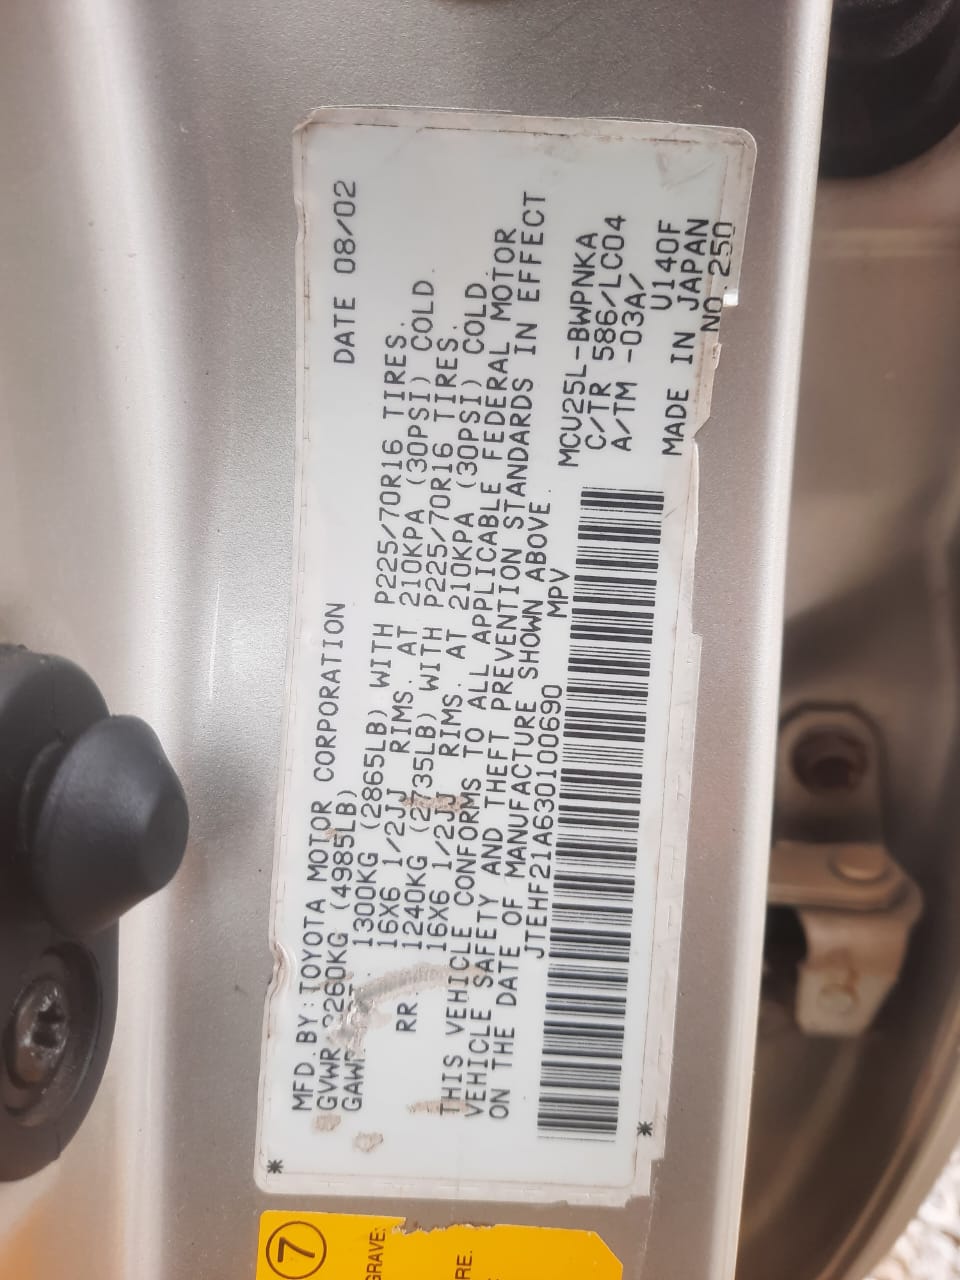 MFD. BY: TOYOTA MOTOR CORPORATION DATE 08/02
GVWR 2260KG (4985LB)
1300KG (2865LB) WITH P225/70R16 TIRES.
16X6 1/2JJ RIMS. AT 210KPA (30PSI) COLD.
RR. 1240KG (2735LB) WITH P225/70R16 TIRES.
16X6 1/2JJ RIMS. AT 210KPA (30PSI) COLD.
THIS VEHICLE CONFORMS TO ALL APPLICABLE FEDERAL MOTOR
VEHICLE SAFETY AND THEFT PREVENTION STANDARDS IN EFFECT
ON THE DATE OF MANUFACTURE SHOWN ABOVE.
JTEHF21A630100690 MPV
MCU25L-BWPNKA
C/TR 586/LC04
A/TM -03A/
U140F
MADE IN JAPAN
NO.250
*
*
7
GRAVE.
RE.